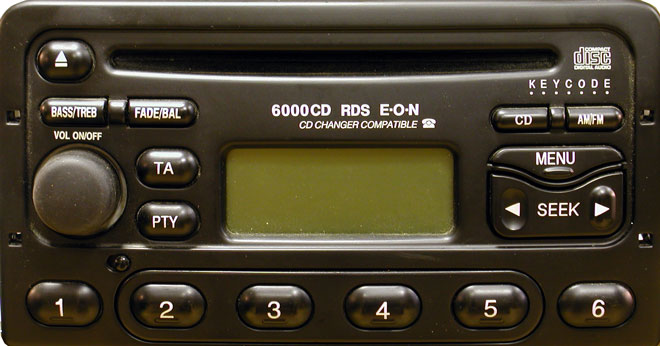 COMPACT
disc
DIGITAL AUDIO
KEYCODE
BASS/TREB
FADE/BAL
6000CD RDS E·O·N
CD CHANGER COMPATIBLE
CD
AM/FM
VOL ON/OFF
TA
MENU
PTY
SEEK
1
2
3
4
5
6